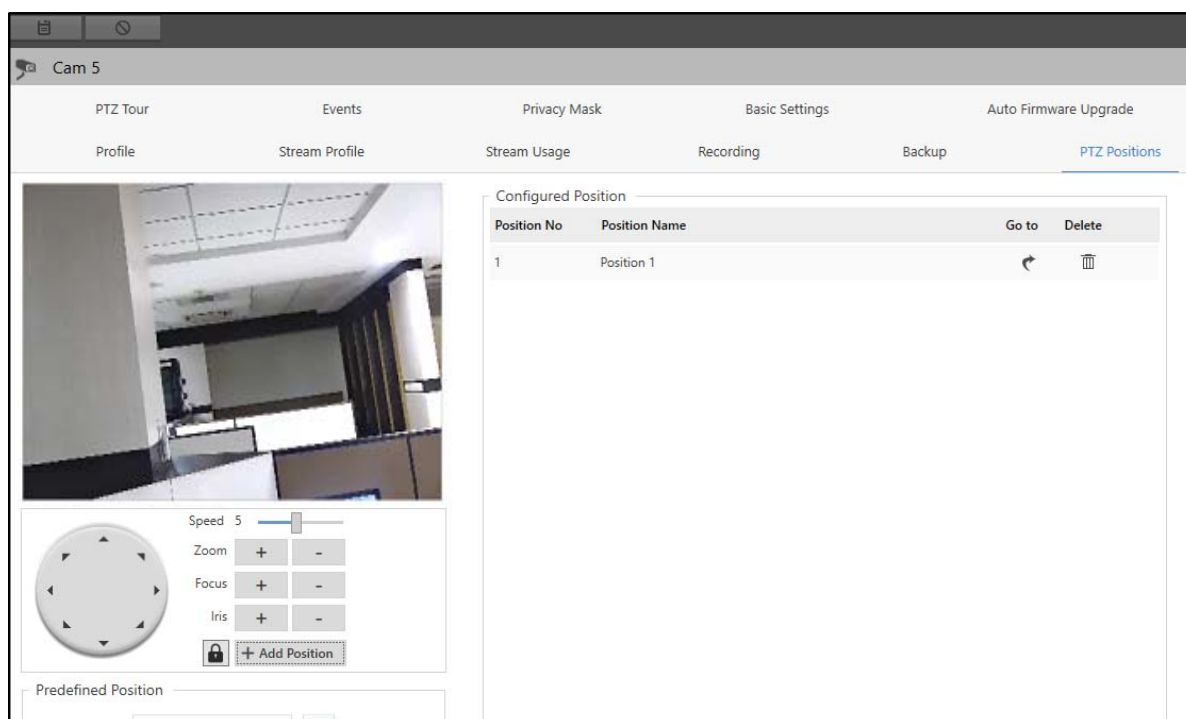 Cam 5
PTZ Tour Events Privacy Mask Basic Settings Auto Firmware Upgrade
Profile Stream Profile Stream Usage Recording Backup PTZ Positions
Configured Position
Position No Position Name Go to Delete
1 Position 1
Speed 5
Zoom + -
Focus + -
Iris + -
+ Add Position
Predefined Position